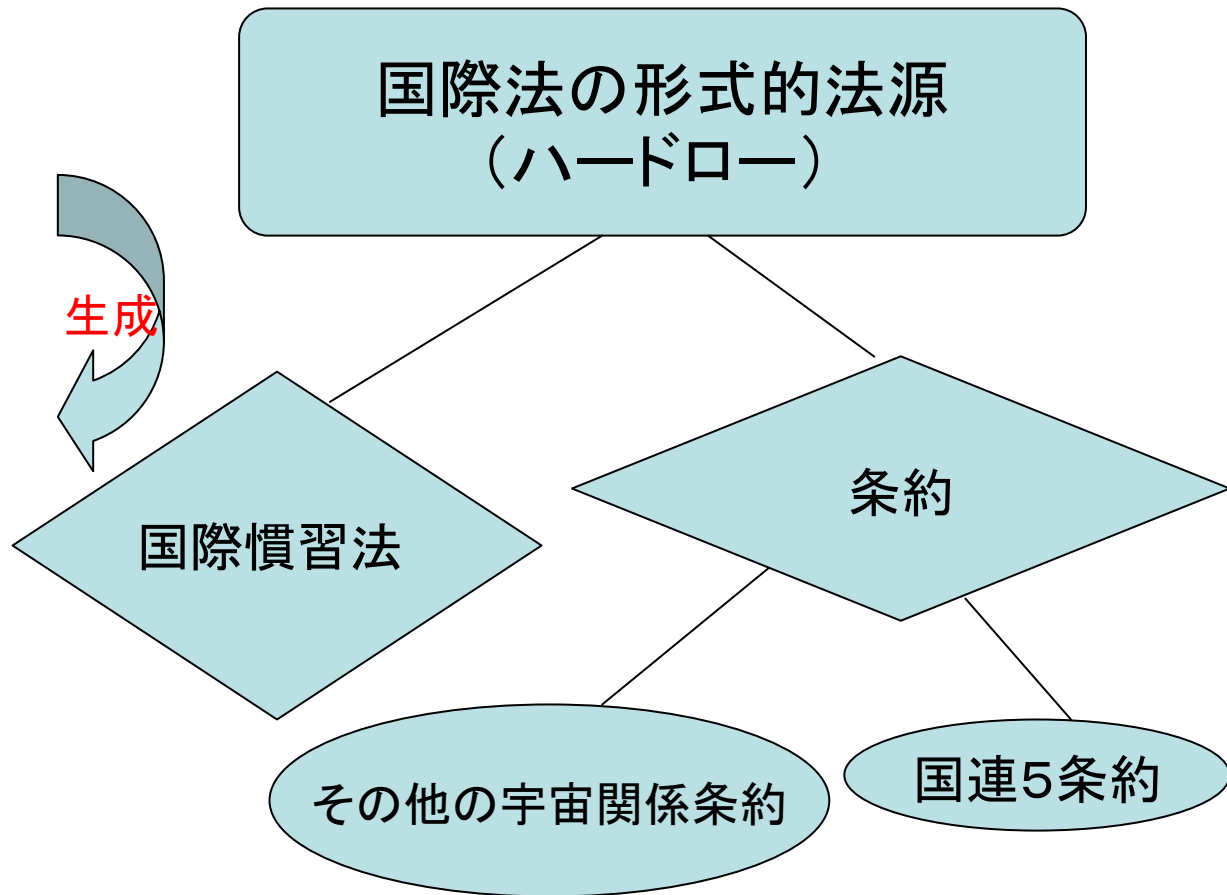 国際法の形式的法源
（ハードロー）
生成
国際慣習法
条約
その他の宇宙関係条約
国連５条約